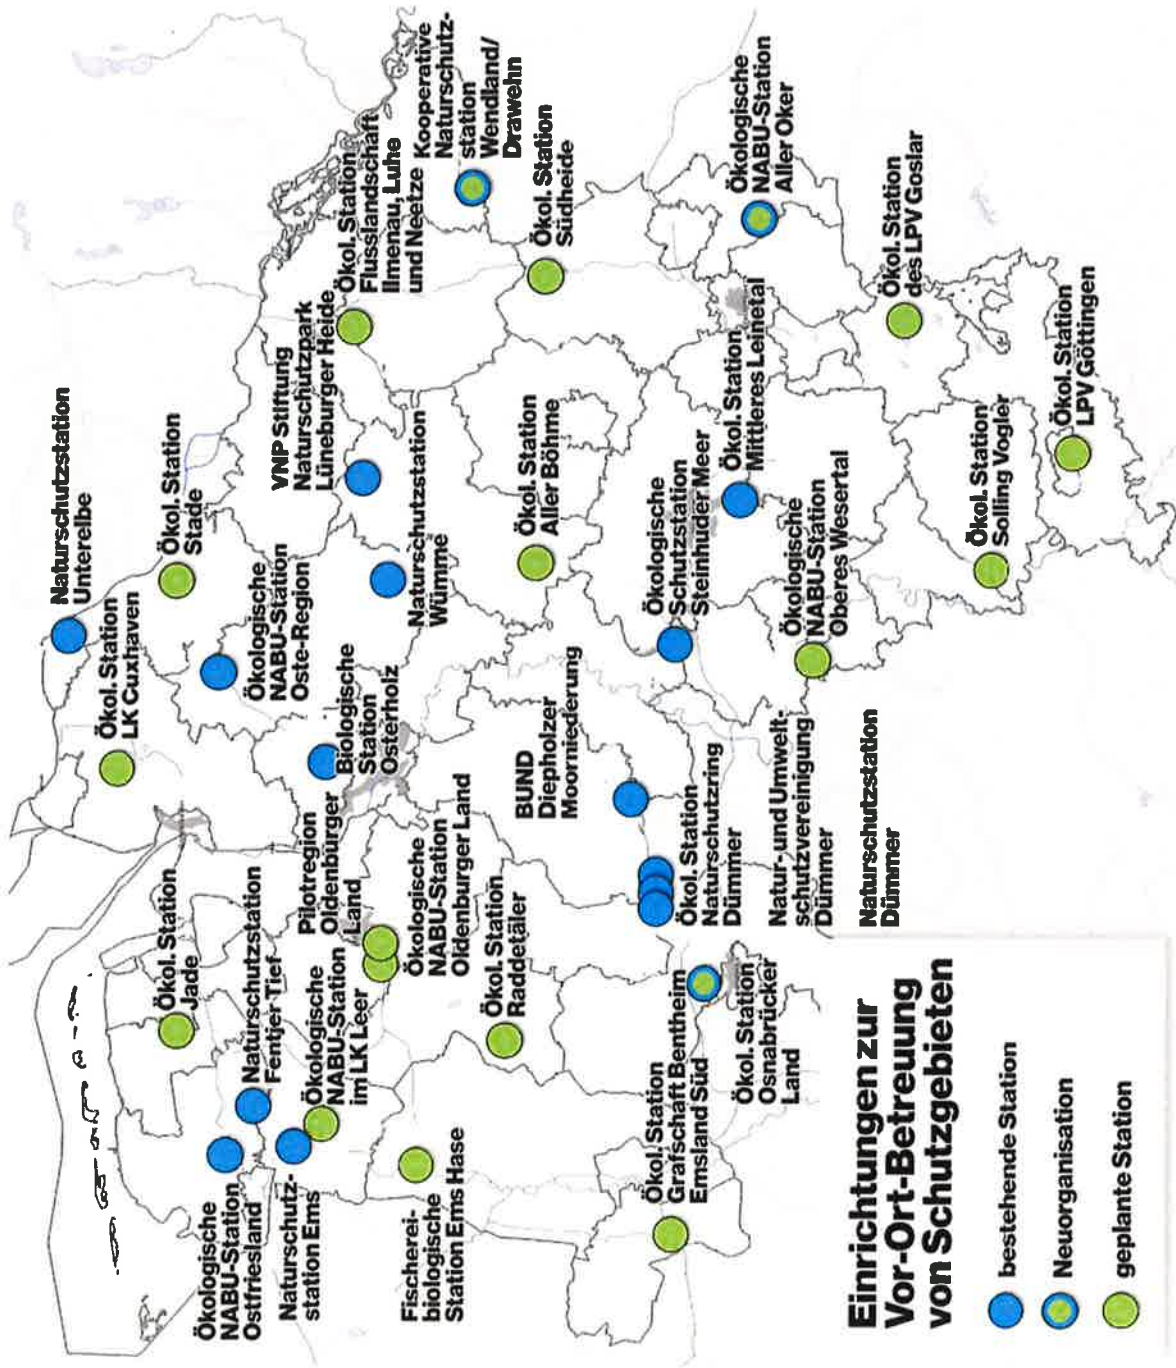 Naturschutzstation
Unterelbe
Ökol. Station
LK Cuxhaven
Ökol. Station
Stade
Ökologische
NABU-Station
Oste-Region
Ökol. Station
Jade
Naturschutzstation
Fentjer Tief
Ökologische
NABU-Station
Ostfriesland
Naturschutz-
station Ems
Ökologische
NABU-Station
im LK Leer
Pilotregion
Oldenburger
Land
Biologische
Station
Osterholz
Naturschutzstation
Wümme
VNP Stiftung
Naturschutzpark
Lüneburger Heide
Ökol. Station
Flusslandschaft
Ilmenau, Luhe
und Neetze
Kooperative
Naturschutz-
station
Wendland/
Drawehn
Fischerei-
biologische
Station Ems Hase
Ökologische
NABU-Station
Oldenburger Land
Ökol. Station
Raddetäler
BUND
Diepholzer
Moorniederung
Ökol. Station
Aller Böhme
Ökol. Station
Südheide
Ökol. Station
Grafschaft Bentheim
Emsland Süd
Ökol. Station
Osnabrücker
Land
Ökol. Station
Naturschutzring
Dümmer
Natur- und Umwelt-
schutzvereinigung
Dümmer
Naturschutzstation
Dümmer
Ökologische
Schutzstation
Steinhuder Meer
Ökol. Station
Mittleres Leinetal
Ökologische
NABU-Station
Aller Oker
Ökologische
NABU-Station
Oberes Wesertal
Ökol. Station
des LPV Goslar
Ökol. Station
Solling Vogler
Ökol. Station
LPV Göttingen
Einrichtungen zur
Vor-Ort-Betreuung
von Schutzgebieten
bestehende Station
Neuorganisation
geplante Station